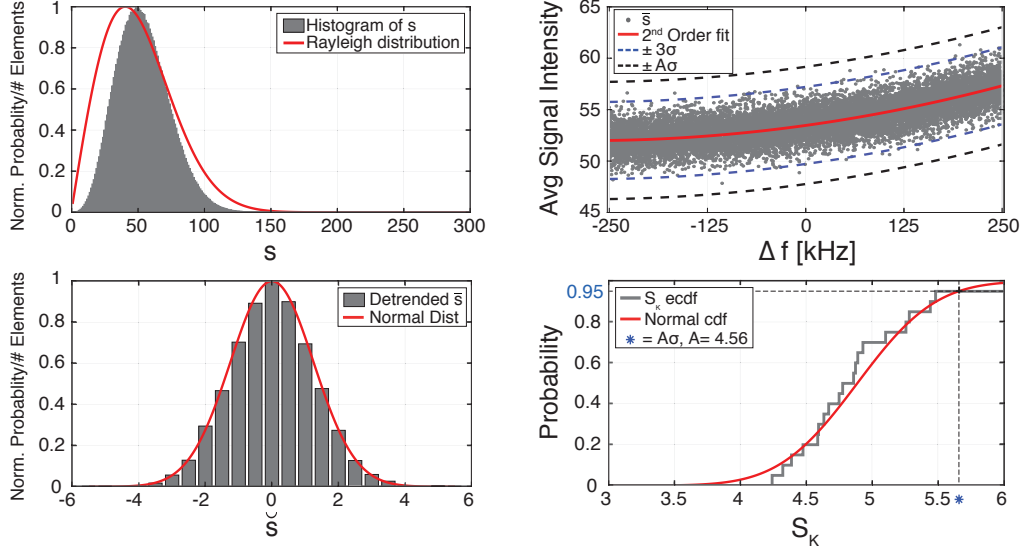 Norm. Probablity/# Elements
1
0.8
0.6
0.4
0.2
0
0
50
100
150
200
250
300
s
Histogram of s
Rayleigh distribution
Avg Signal Intensity
65
60
55
50
45
-250
-125
0
125
250
Δ f [kHz]
s̅
2nd Order fit
± 3σ
± Aσ
Norm. Probablity/# Elements
1
0.8
0.6
0.4
0.2
0
-6
-4
-2
0
2
4
6
s̆
Detrended s̅
Normal Dist
Probability
0.95
0.8
0.6
0.4
0.2
0
3
3.5
4
4.5
5
5.5
*
6
S_K
S_K ecdf
Normal cdf
* = Aσ, A= 4.56